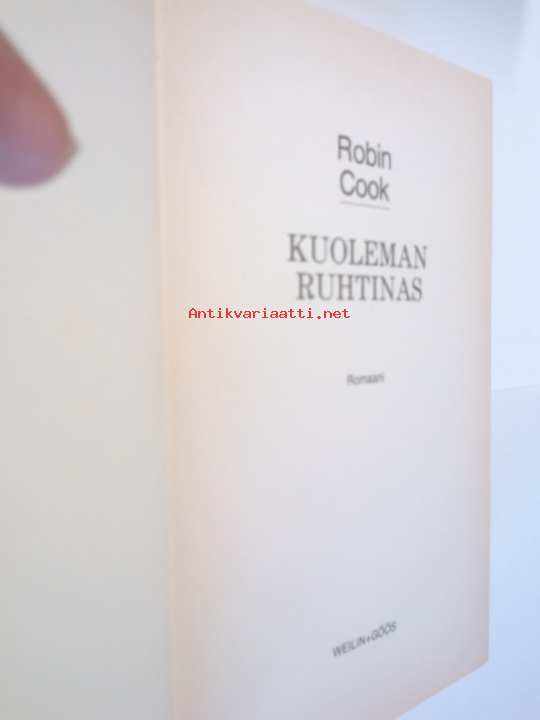 Robin
Cook
KUOLEMAN
RUHTINAS
Antikvariaatti.net
Romaani
WEILIN+GÖÖS